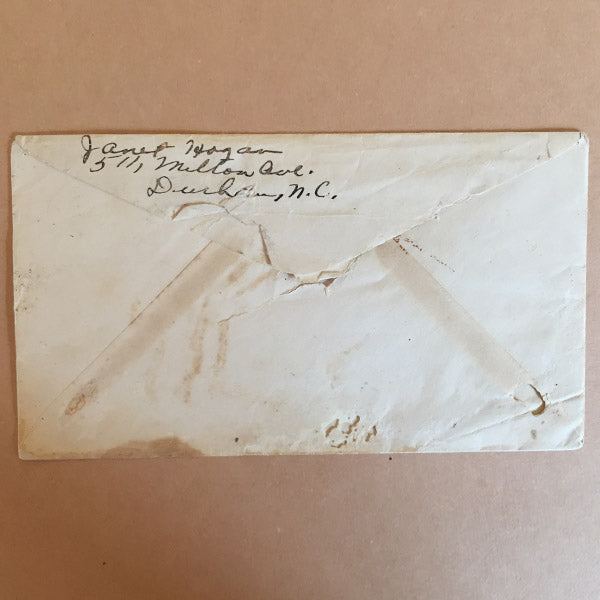 Janet Hogan
511, Milton Ave.
Durham, N.C.